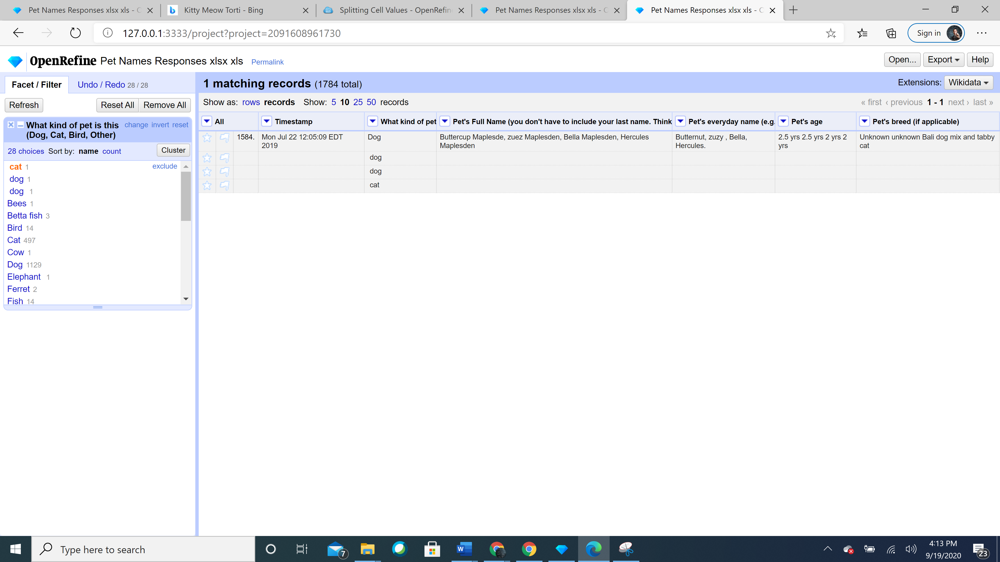 Pet Names Responses xlsx xls - O
Kitty Meow Torti - Bing
Splitting Cell Values - OpenRefin
Pet Names Responses xlsx xls - O
Pet Names Responses xlsx xls - O
127.0.0.1:3333/project?project=2091608961730
Sign in
OpenRefine Pet Names Responses xlsx xls Permalink
Open... Export Help
Facet / Filter Undo / Redo 28 / 28
1 matching records (1784 total)
Extensions: Wikidata
Refresh Reset All Remove All
Show as: rows records Show: 5 10 25 50 records
« first ‹ previous 1 - 1 next › last »
What kind of pet is this (Dog, Cat, Bird, Other)
change invert reset
28 choices Sort by: name count Cluster
cat 1 exclude
dog 1
dog 1
Bees 1
Betta fish 3
Bird 14
Cat 497
Cow 1
Dog 1129
Elephant 1
Ferret 2
Fish 14
All Timestamp What kind of pet Pet's Full Name (you don't have to include your last name. Think Pet's everyday name (e.g. Pet's age Pet's breed (if applicable)
1584. Mon Jul 22 12:05:09 EDT 2019 Dog Buttercup Maplesde, zuez Maplesden, Bella Maplesden, Hercules Maplesden Butternut, zuzy , Bella, Hercules. 2.5 yrs 2.5 yrs 2 yrs 2 yrs Unknown unknown Bali dog mix and tabby cat
dog
dog
cat
Type here to search
7
W
4:13 PM
9/19/2020
23